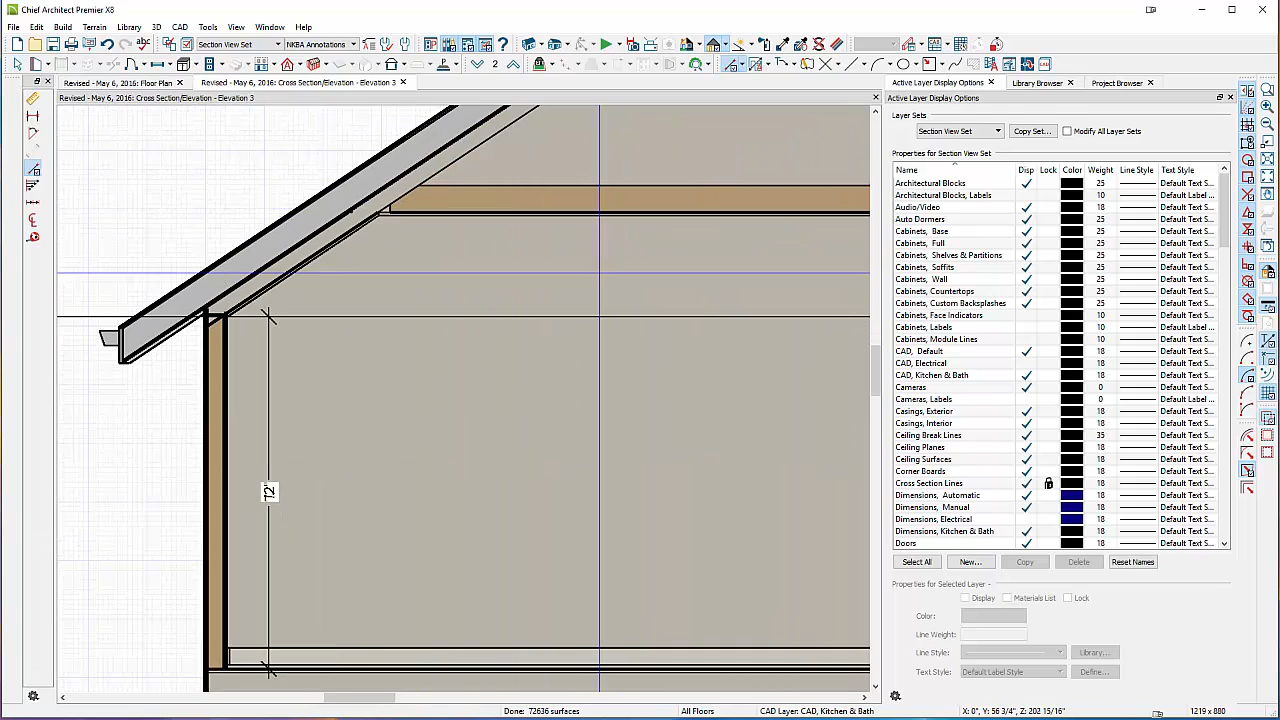 Chief Architect Premier X8
File Edit Build Terrain Library 3D CAD Tools View Window Help
Section View Set NKBA Annotations
2
Revised - May 6, 2016: Floor Plan Revised - May 6, 2016: Cross Section/Elevation - Elevation 3
Revised - May 6, 2016: Cross Section/Elevation - Elevation 3
72"
Active Layer Display Options Library Browser Project Browser
Active Layer Display Options
Layer Sets
Section View Set Copy Set... Modify All Layer Sets
Properties for Section View Set
Name Disp Lock Color Weight Line Style Text Style
Architectural Blocks 25 Default Text S...
Architectural Blocks, Labels 10 Default Label ...
Audio/Video 18 Default Text S...
Auto Dormers 25 Default Text S...
Cabinets, Base 25 Default Text S...
Cabinets, Full 25 Default Text S...
Cabinets, Shelves & Partitions 25 Default Text S...
Cabinets, Soffits 25 Default Text S...
Cabinets, Wall 25 Default Text S...
Cabinets, Countertops 25 Default Text S...
Cabinets, Custom Backsplashes 25 Default Text S...
Cabinets, Face Indicators 10 Default Text S...
Cabinets, Labels 10 Default Label ...
Cabinets, Module Lines 10 Default Text S...
CAD, Default 18 Default Text S...
CAD, Electrical 18 Default Text S...
CAD, Kitchen & Bath 18 Default Text S...
Cameras 0 Default Text S...
Cameras, Labels 0 Default Label ...
Casings, Exterior 18 Default Text S...
Casings, Interior 18 Default Text S...
Ceiling Break Lines 35 Default Text S...
Ceiling Planes 18 Default Text S...
Ceiling Surfaces 18 Default Text S...
Corner Boards 18 Default Text S...
Cross Section Lines 18 Default Text S...
Dimensions, Automatic 18 Default Text S...
Dimensions, Manual 18 Default Text S...
Dimensions, Electrical 18 Default Text S...
Dimensions, Kitchen & Bath 18 Default Text S...
Doors 18 Default Text S...
Select All New... Copy Delete Reset Names
Properties for Selected Layer -
Display Materials List Lock
Color:
Line Weight:
Line Style: Library...
Text Style: Default Label Style Define...
Done: 72636 surfaces All Floors CAD Layer: CAD, Kitchen & Bath X: 0", Y: 56 3/4", Z: 202 15/16" 1219 x 880